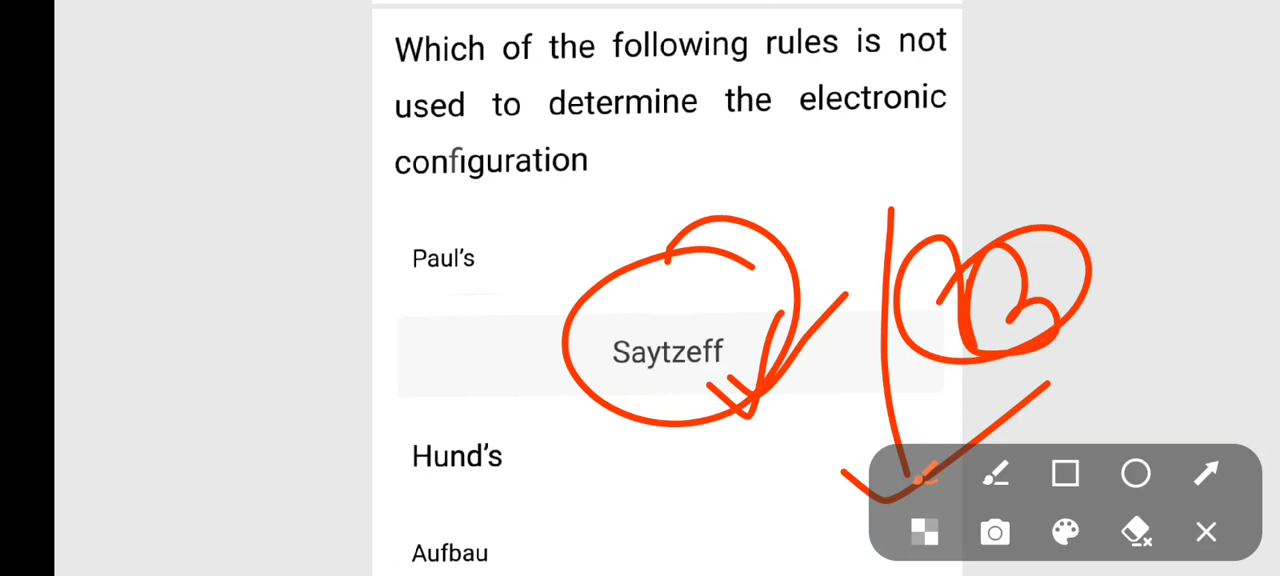 Which of the following rules is not
used to determine the electronic
configuration
Paul's
Saytzeff
Hund's
Aufbau